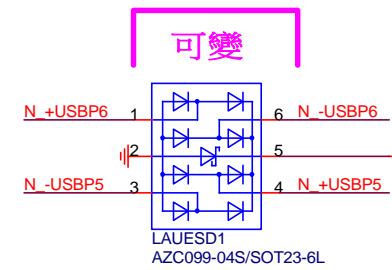 可變
N_+USBP6 1 6 N_-USBP6
2 5
N_-USBP5 3 4 N_+USBP5
LAUESD1
AZC099-04S/SOT23-6L